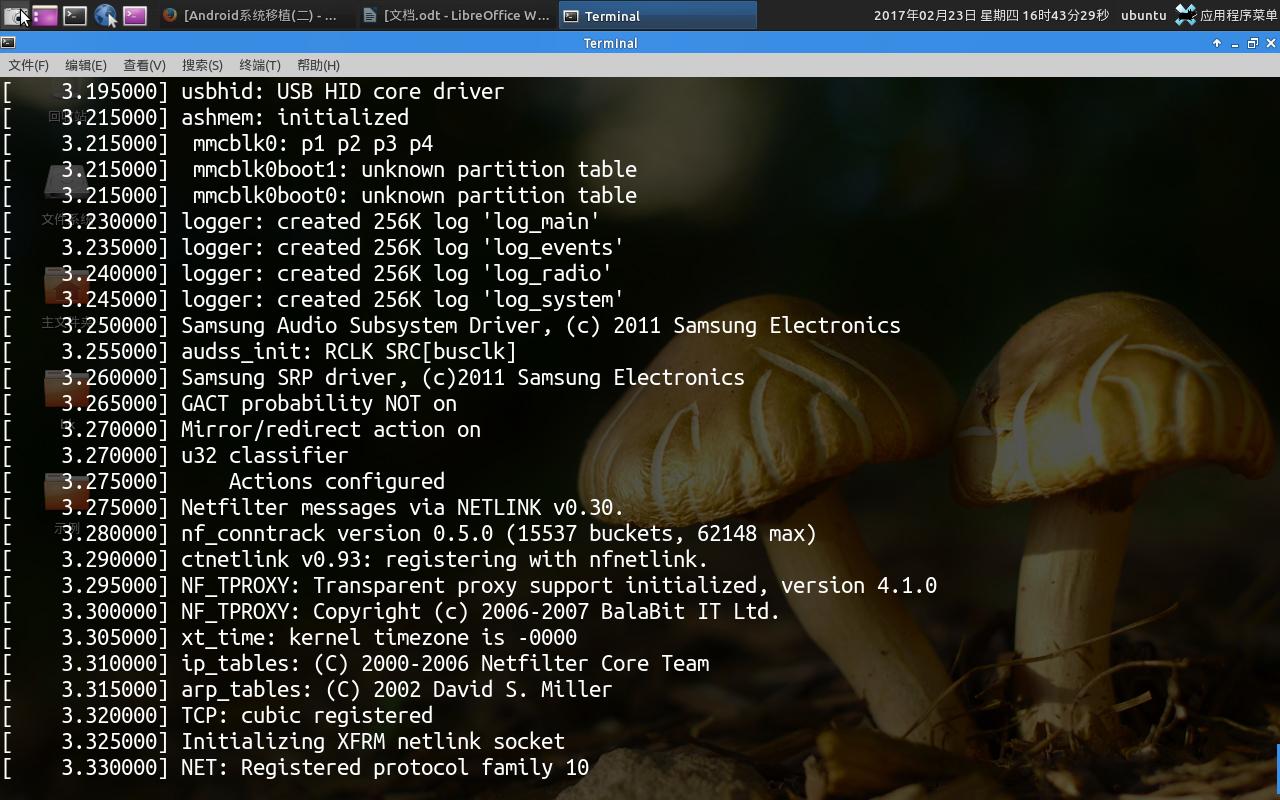 [Android系统移植(二) - ...
[文档.odt - LibreOffice W...
Terminal
2017年02月23日 星期四 16时43分29秒
ubuntu
应用程序菜单
Terminal
文件(F) 编辑(E) 查看(V) 搜索(S) 终端(T) 帮助(H)
[    3.195000] usbhid: USB HID core driver
[    3.215000] ashmem: initialized
[    3.215000]  mmcblk0: p1 p2 p3 p4
[    3.215000]  mmcblk0boot1: unknown partition table
[    3.215000]  mmcblk0boot0: unknown partition table
[    3.230000] logger: created 256K log 'log_main'
[    3.235000] logger: created 256K log 'log_events'
[    3.240000] logger: created 256K log 'log_radio'
[    3.245000] logger: created 256K log 'log_system'
[    3.250000] Samsung Audio Subsystem Driver, (c) 2011 Samsung Electronics
[    3.255000] audss_init: RCLK SRC[busclk]
[    3.260000] Samsung SRP driver, (c)2011 Samsung Electronics
[    3.265000] GACT probability NOT on
[    3.270000] Mirror/redirect action on
[    3.270000] u32 classifier
[    3.275000]     Actions configured
[    3.275000] Netfilter messages via NETLINK v0.30.
[    3.280000] nf_conntrack version 0.5.0 (15537 buckets, 62148 max)
[    3.290000] ctnetlink v0.93: registering with nfnetlink.
[    3.295000] NF_TPROXY: Transparent proxy support initialized, version 4.1.0
[    3.300000] NF_TPROXY: Copyright (c) 2006-2007 BalaBit IT Ltd.
[    3.305000] xt_time: kernel timezone is -0000
[    3.310000] ip_tables: (C) 2000-2006 Netfilter Core Team
[    3.315000] arp_tables: (C) 2002 David S. Miller
[    3.320000] TCP: cubic registered
[    3.325000] Initializing XFRM netlink socket
[    3.330000] NET: Registered protocol family 10
文件系统
主文件夹
示例